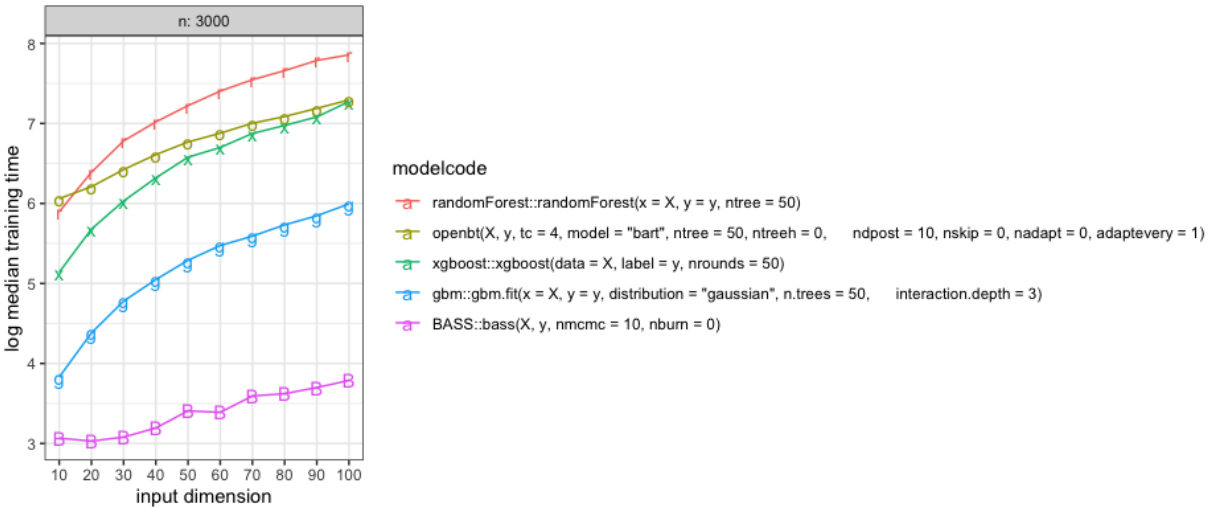 n: 3000
8
7
6
5
4
3
log median training time
10 20 30 40 50 60 70 80 90 100
input dimension
r r r r r r r r r r
o o o o o o o o o o
x x x x x x x x x x
g g g g g g g g g g
B B B B B B B B B B
modelcode
a randomForest::randomForest(x = X, y = y, ntree = 50)
a openbt(X, y, tc = 4, model = "bart", ntree = 50, ntreeh = 0, ndpost = 10, nskip = 0, nadapt = 0, adaptevery = 1)
a xgboost::xgboost(data = X, label = y, nrounds = 50)
a gbm::gbm.fit(x = X, y = y, distribution = "gaussian", n.trees = 50, interaction.depth = 3)
a BASS::bass(X, y, nmcmc = 10, nburn = 0)